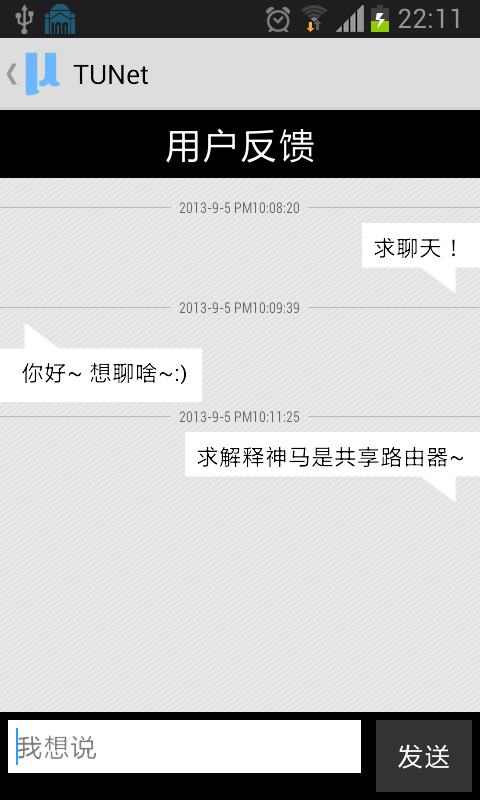 22:11
TUNet
用户反馈
2013-9-5 PM10:08:20
求聊天！
2013-9-5 PM10:09:39
你好~ 想聊啥~:)
2013-9-5 PM10:11:25
求解释神马是共享路由器~
我想说
发送